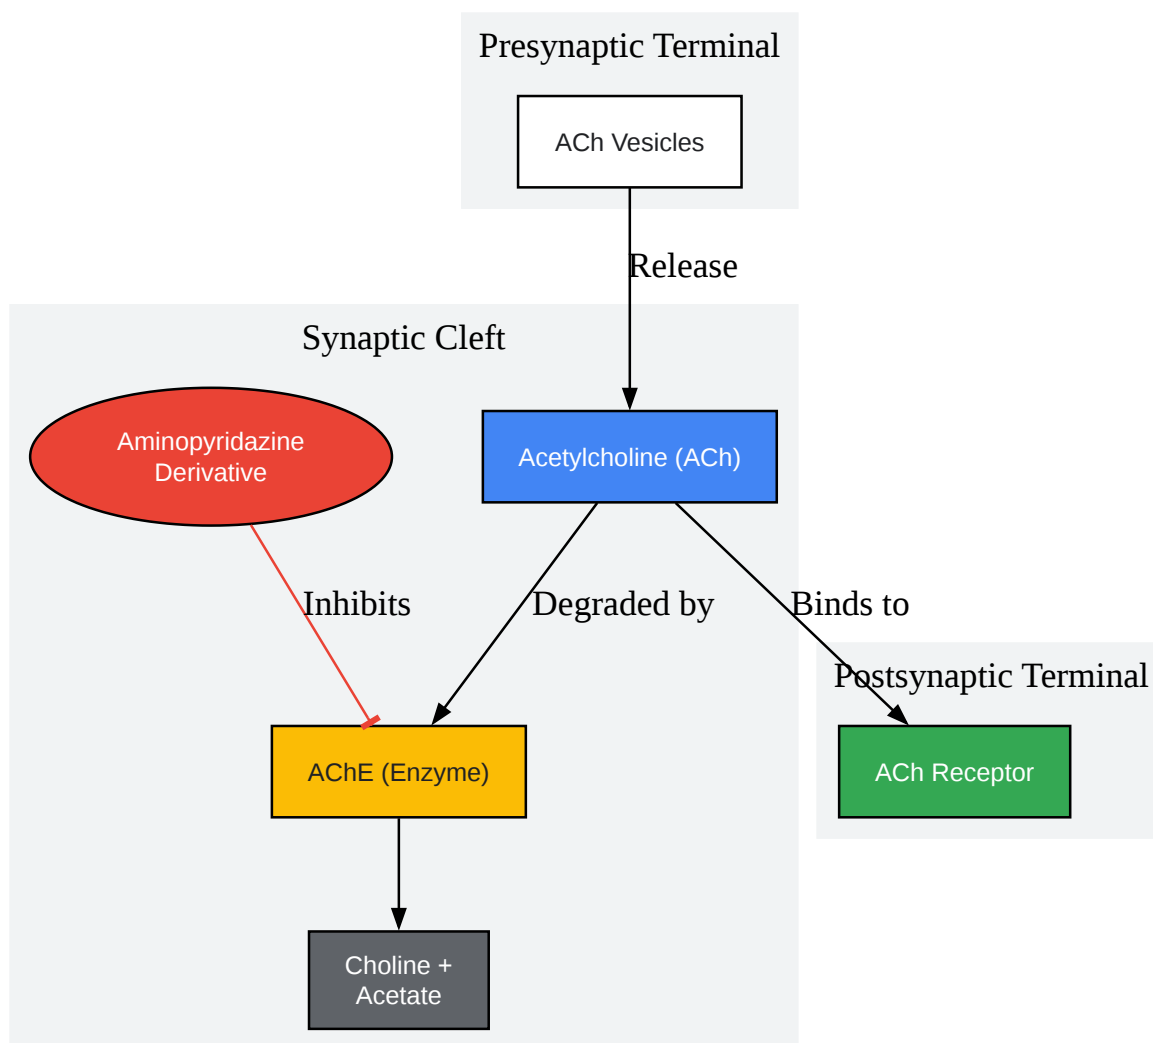 Presynaptic Terminal
ACh Vesicles
Release
Synaptic Cleft
Aminopyridazine
Derivative
Acetylcholine (ACh)
Inhibits
Degraded by
Binds to
Postsynaptic Terminal
AChE (Enzyme)
ACh Receptor
Choline +
Acetate